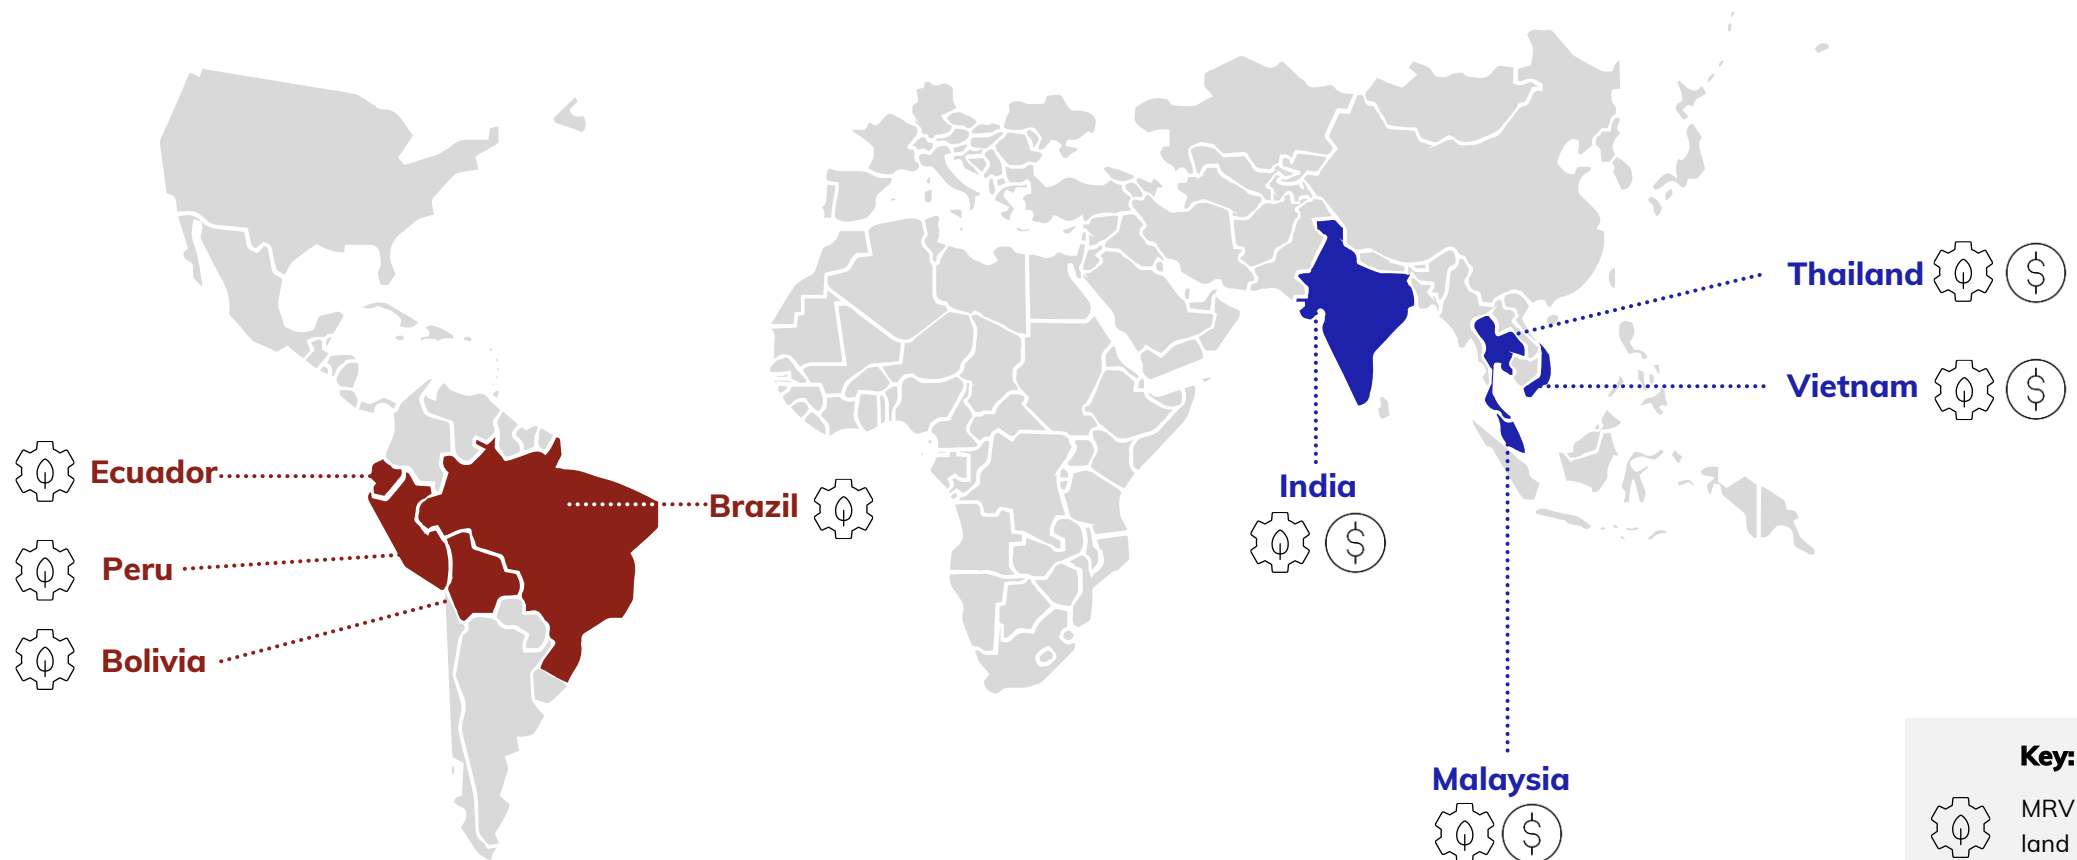 Thailand
Vietnam
Ecuador
Brazil
India
Peru
Bolivia
Malaysia
Key:
MRV
land